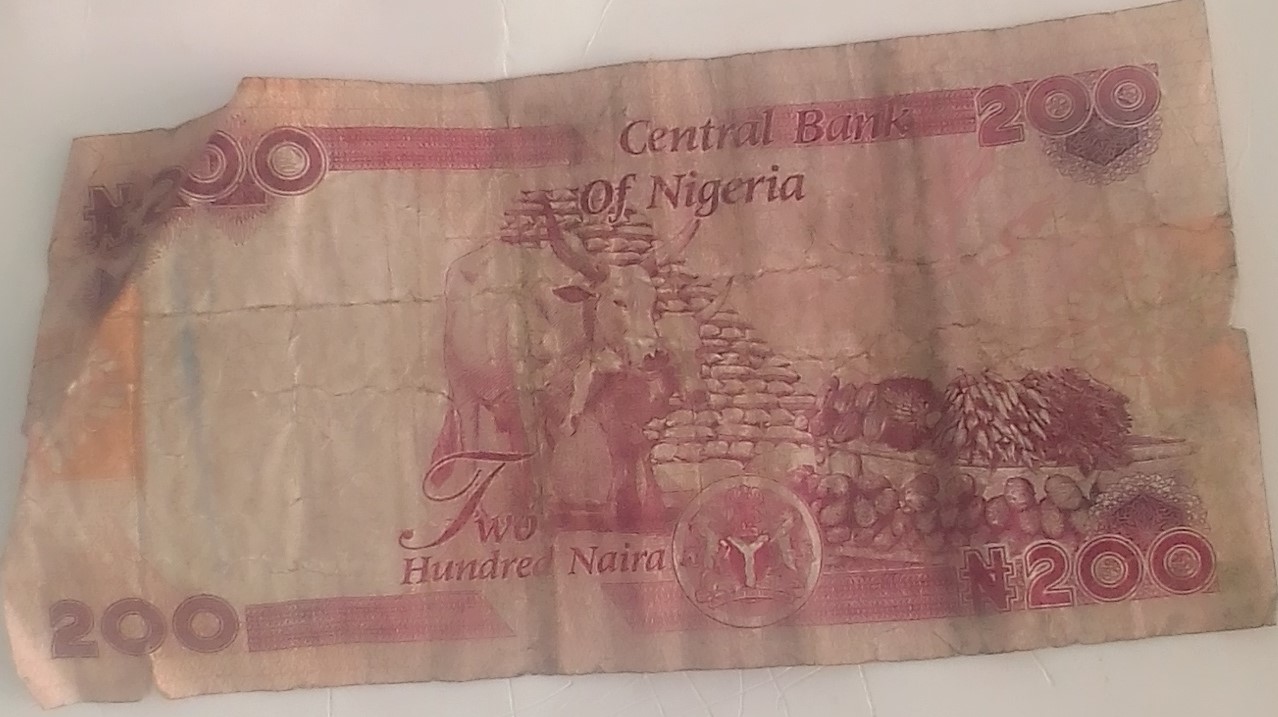 ₦200
200
Central Bank
Of Nigeria
Two
Hundred Naira
200
₦200